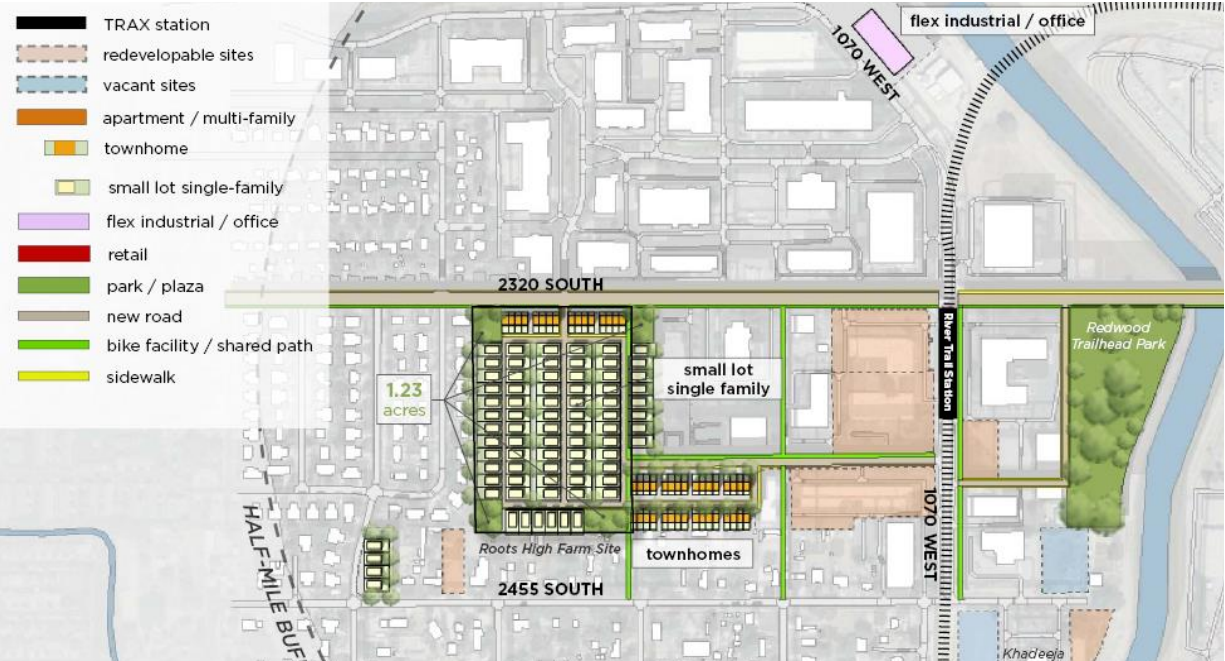 TRAX station
redevelopable sites
vacant sites
apartment / multi-family
townhome
small lot single-family
flex industrial / office
retail
park / plaza
new road
bike facility / shared path
sidewalk
flex industrial / office
1070 WEST
2320 SOUTH
River Trail Station
Redwood
Trailhead Park
small lot
single family
1.23
acres
1070 WEST
HALF-MILE BUF
Roots High Farm Site
townhomes
2455 SOUTH
Khadeeja